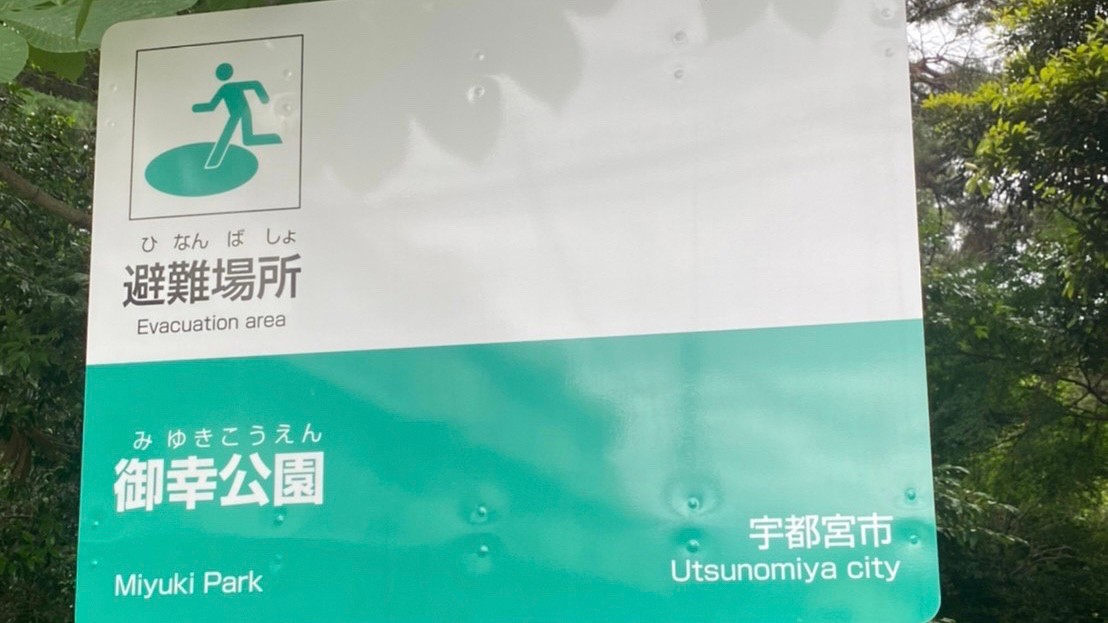 ひ なん ば しょ
避難場所
Evacuation area
みゆきこうえん
御幸公園
Miyuki Park
宇都宮市
Utsunomiya city